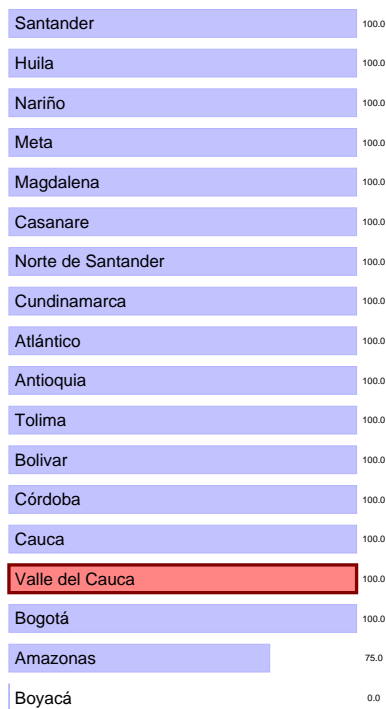 Santander 100.0
Huila 100.0
Nariño 100.0
Meta 100.0
Magdalena 100.0
Casanare 100.0
Norte de Santander 100.0
Cundinamarca 100.0
Atlántico 100.0
Antioquia 100.0
Tolima 100.0
Bolivar 100.0
Córdoba 100.0
Cauca 100.0
Valle del Cauca 100.0
Bogotá 100.0
Amazonas 75.0
Boyacá 0.0